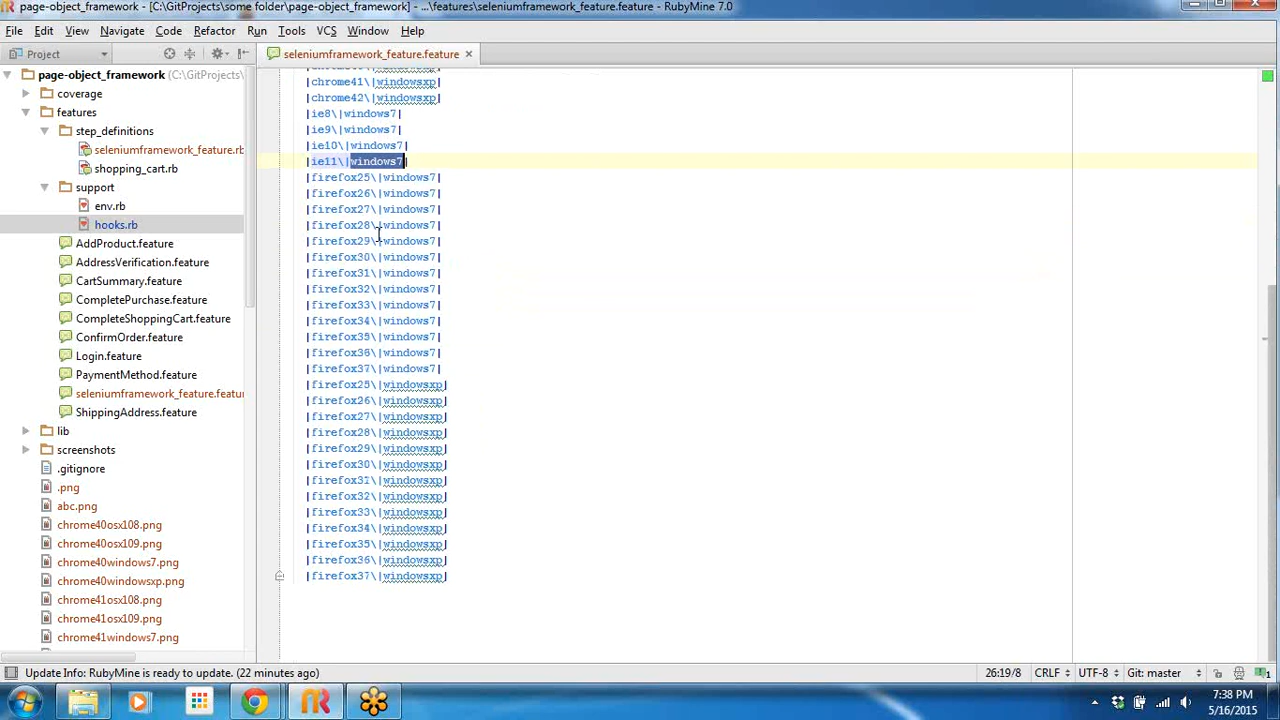 page-object_framework - [C:\GitProjects\some folder\page-object_framework] - ...\features\seleniumframework_feature.feature - RubyMine 7.0
File Edit View Navigate Code Refactor Run Tools VCS Window Help
Project
seleniumframework_feature.feature
page-object_framework (C:\GitProjects
coverage
features
step_definitions
seleniumframework_feature.rb
shopping_cart.rb
support
env.rb
hooks.rb
AddProduct.feature
AddressVerification.feature
CartSummary.feature
CompletePurchase.feature
CompleteShoppingCart.feature
ConfirmOrder.feature
Login.feature
PaymentMethod.feature
seleniumframework_feature.featur
ShippingAddress.feature
lib
screenshots
.gitignore
.png
abc.png
chrome40osx108.png
chrome40osx109.png
chrome40windows7.png
chrome40windowsxp.png
chrome41osx108.png
chrome41osx109.png
chrome41windows7.png
|chrome41\|windowsxp|
|chrome42\|windowsxp|
|ie8\|windows7|
|ie9\|windows7|
|ie10\|windows7|
|ie11\|windows7|
|firefox25\|windows7|
|firefox26\|windows7|
|firefox27\|windows7|
|firefox28\|windows7|
|firefox29\|windows7|
|firefox30\|windows7|
|firefox31\|windows7|
|firefox32\|windows7|
|firefox33\|windows7|
|firefox34\|windows7|
|firefox35\|windows7|
|firefox36\|windows7|
|firefox37\|windows7|
|firefox25\|windowsxp|
|firefox26\|windowsxp|
|firefox27\|windowsxp|
|firefox28\|windowsxp|
|firefox29\|windowsxp|
|firefox30\|windowsxp|
|firefox31\|windowsxp|
|firefox32\|windowsxp|
|firefox33\|windowsxp|
|firefox34\|windowsxp|
|firefox35\|windowsxp|
|firefox36\|windowsxp|
|firefox37\|windowsxp|
Update Info: RubyMine is ready to update. (22 minutes ago)
26:19/8 CRLF UTF-8 Git: master
7:38 PM
5/16/2015